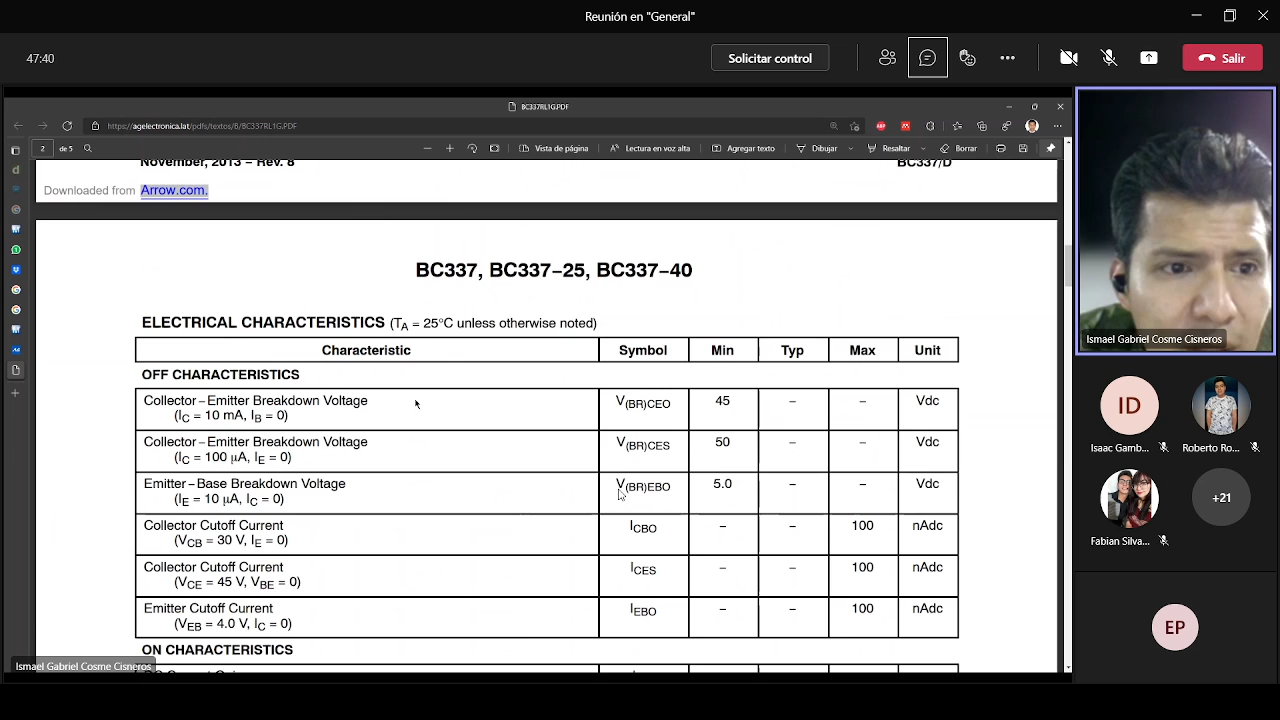 Reunión en "General"
47:40
Solicitar control
Salir
BC337RL1G.PDF
https://agelectronica.lat/pdfs/textos/B/BC337RL1G.PDF
2 de 5
Vista de página
Lectura en voz alta
Agregar texto
Dibujar
Resaltar
Borrar
November, 2013 – Rev. 8
BC337/D
Downloaded from Arrow.com.
BC337, BC337−25, BC337−40
ELECTRICAL CHARACTERISTICS (TA = 25°C unless otherwise noted)
Characteristic Symbol Min Typ Max Unit
OFF CHARACTERISTICS
Collector−Emitter Breakdown Voltage V(BR)CEO 45 − − Vdc
(IC = 10 mA, IB = 0)
Collector−Emitter Breakdown Voltage V(BR)CES 50 − − Vdc
(IC = 100 μA, IE = 0)
Emitter−Base Breakdown Voltage V(BR)EBO 5.0 − − Vdc
(IE = 10 μA, IC = 0)
Collector Cutoff Current ICBO − − 100 nAdc
(VCB = 30 V, IE = 0)
Collector Cutoff Current ICES − − 100 nAdc
(VCE = 45 V, VBE = 0)
Emitter Cutoff Current IEBO − − 100 nAdc
(VEB = 4.0 V, IC = 0)
ON CHARACTERISTICS
Ismael Gabriel Cosme Cisneros
Ismael Gabriel Cosme Cisneros
ID
Isaac Gamb...
Roberto Ro...
+21
Fabian Silva...
EP